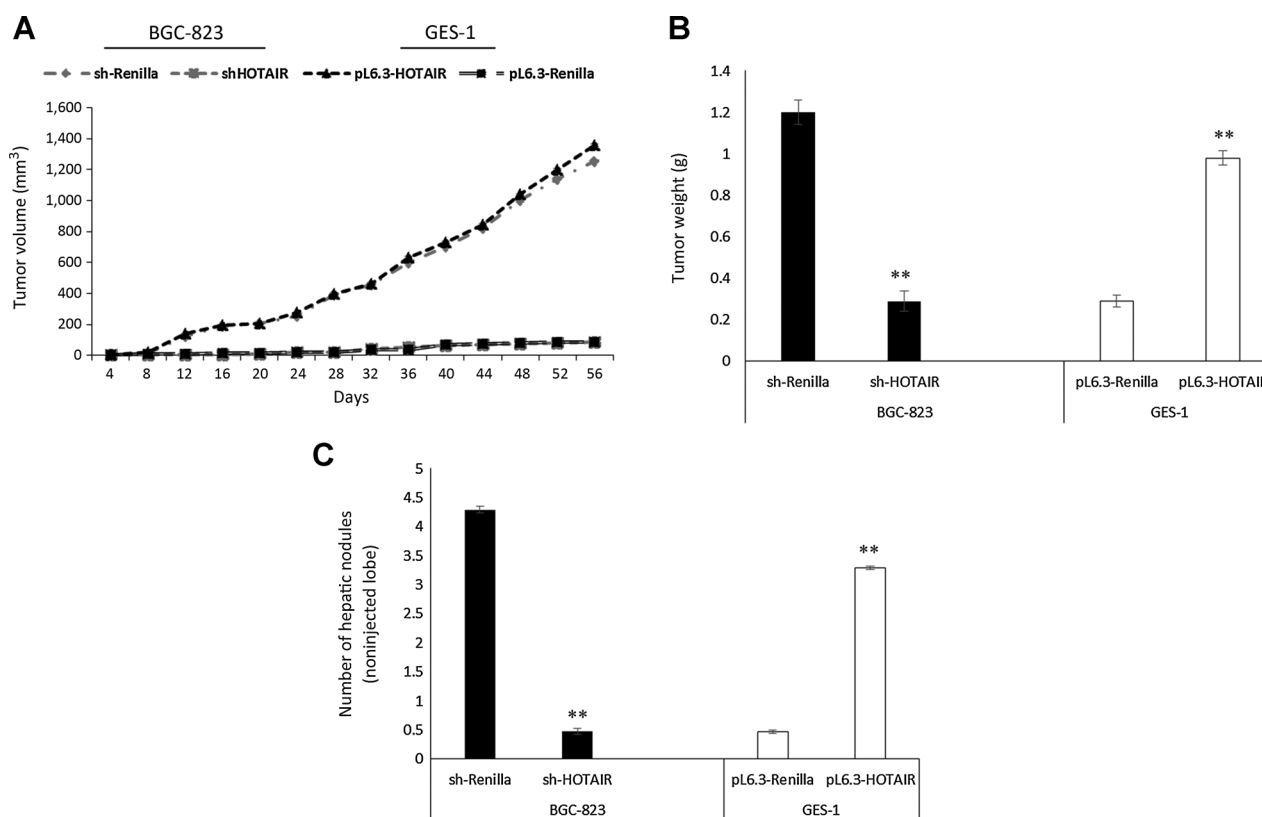 A
BGC-823 GES-1
sh-Renilla shHOTAIR pL6.3-HOTAIR pL6.3-Renilla
Tumor volume (mm³)
1,600
1,400
1,200
1,000
800
600
400
200
0
4 8 12 16 20 24 28 32 36 40 44 48 52 56
Days
B
Tumor weight (g)
1.4
1.2
1
0.8
0.6
0.4
0.2
0
**
**
sh-Renilla sh-HOTAIR pL6.3-Renilla pL6.3-HOTAIR
BGC-823 GES-1
C
Number of hepatic nodules
(noninjected lobe)
5
4.5
4
3.5
3
2.5
2
1.5
1
0.5
0
**
**
sh-Renilla sh-HOTAIR pL6.3-Renilla pL6.3-HOTAIR
BGC-823 GES-1